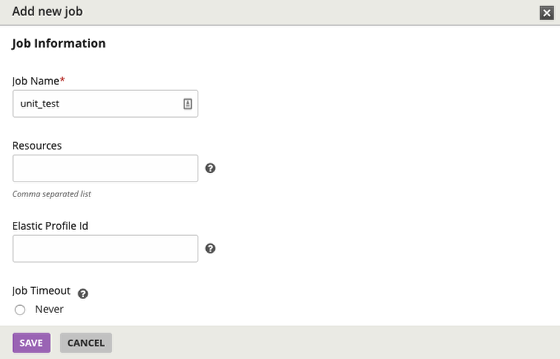 Add new job
Job Information
Job Name*
unit_test
Resources
Comma separated list
Elastic Profile Id
Job Timeout
Never
SAVE CANCEL